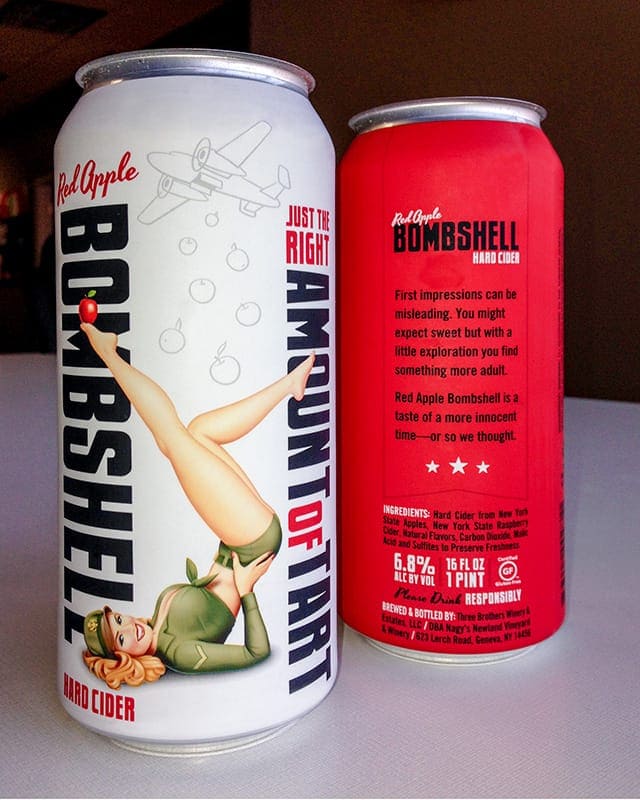 Red Apple
BOMBSHELL
HARD CIDER
JUST THE
RIGHT
AMOUNT OF TART
Red Apple
BOMBSHELL
HARD CIDER
First impressions can be
misleading. You might
expect sweet but with a
little exploration you find
something more adult.
Red Apple Bombshell is a
taste of a more innocent
time—or so we thought.
INGREDIENTS: Hard Cider from New York
State Apples, New York State Raspberry
Cider, Natural Flavors, Carbon Dioxide, Malic
Acid and Sulfites to Preserve Freshness.
6.8%
ALC BY VOL
16 FL OZ
1 PINT
Certified
GF
Gluten-Free
Please Drink RESPONSIBLY
BREWED & BOTTLED BY: Three Brothers Winery &
Estates, LLC / DBA Nagy's Newland Vineyard
& Winery / 623 Lerch Road, Geneva, NY 14456